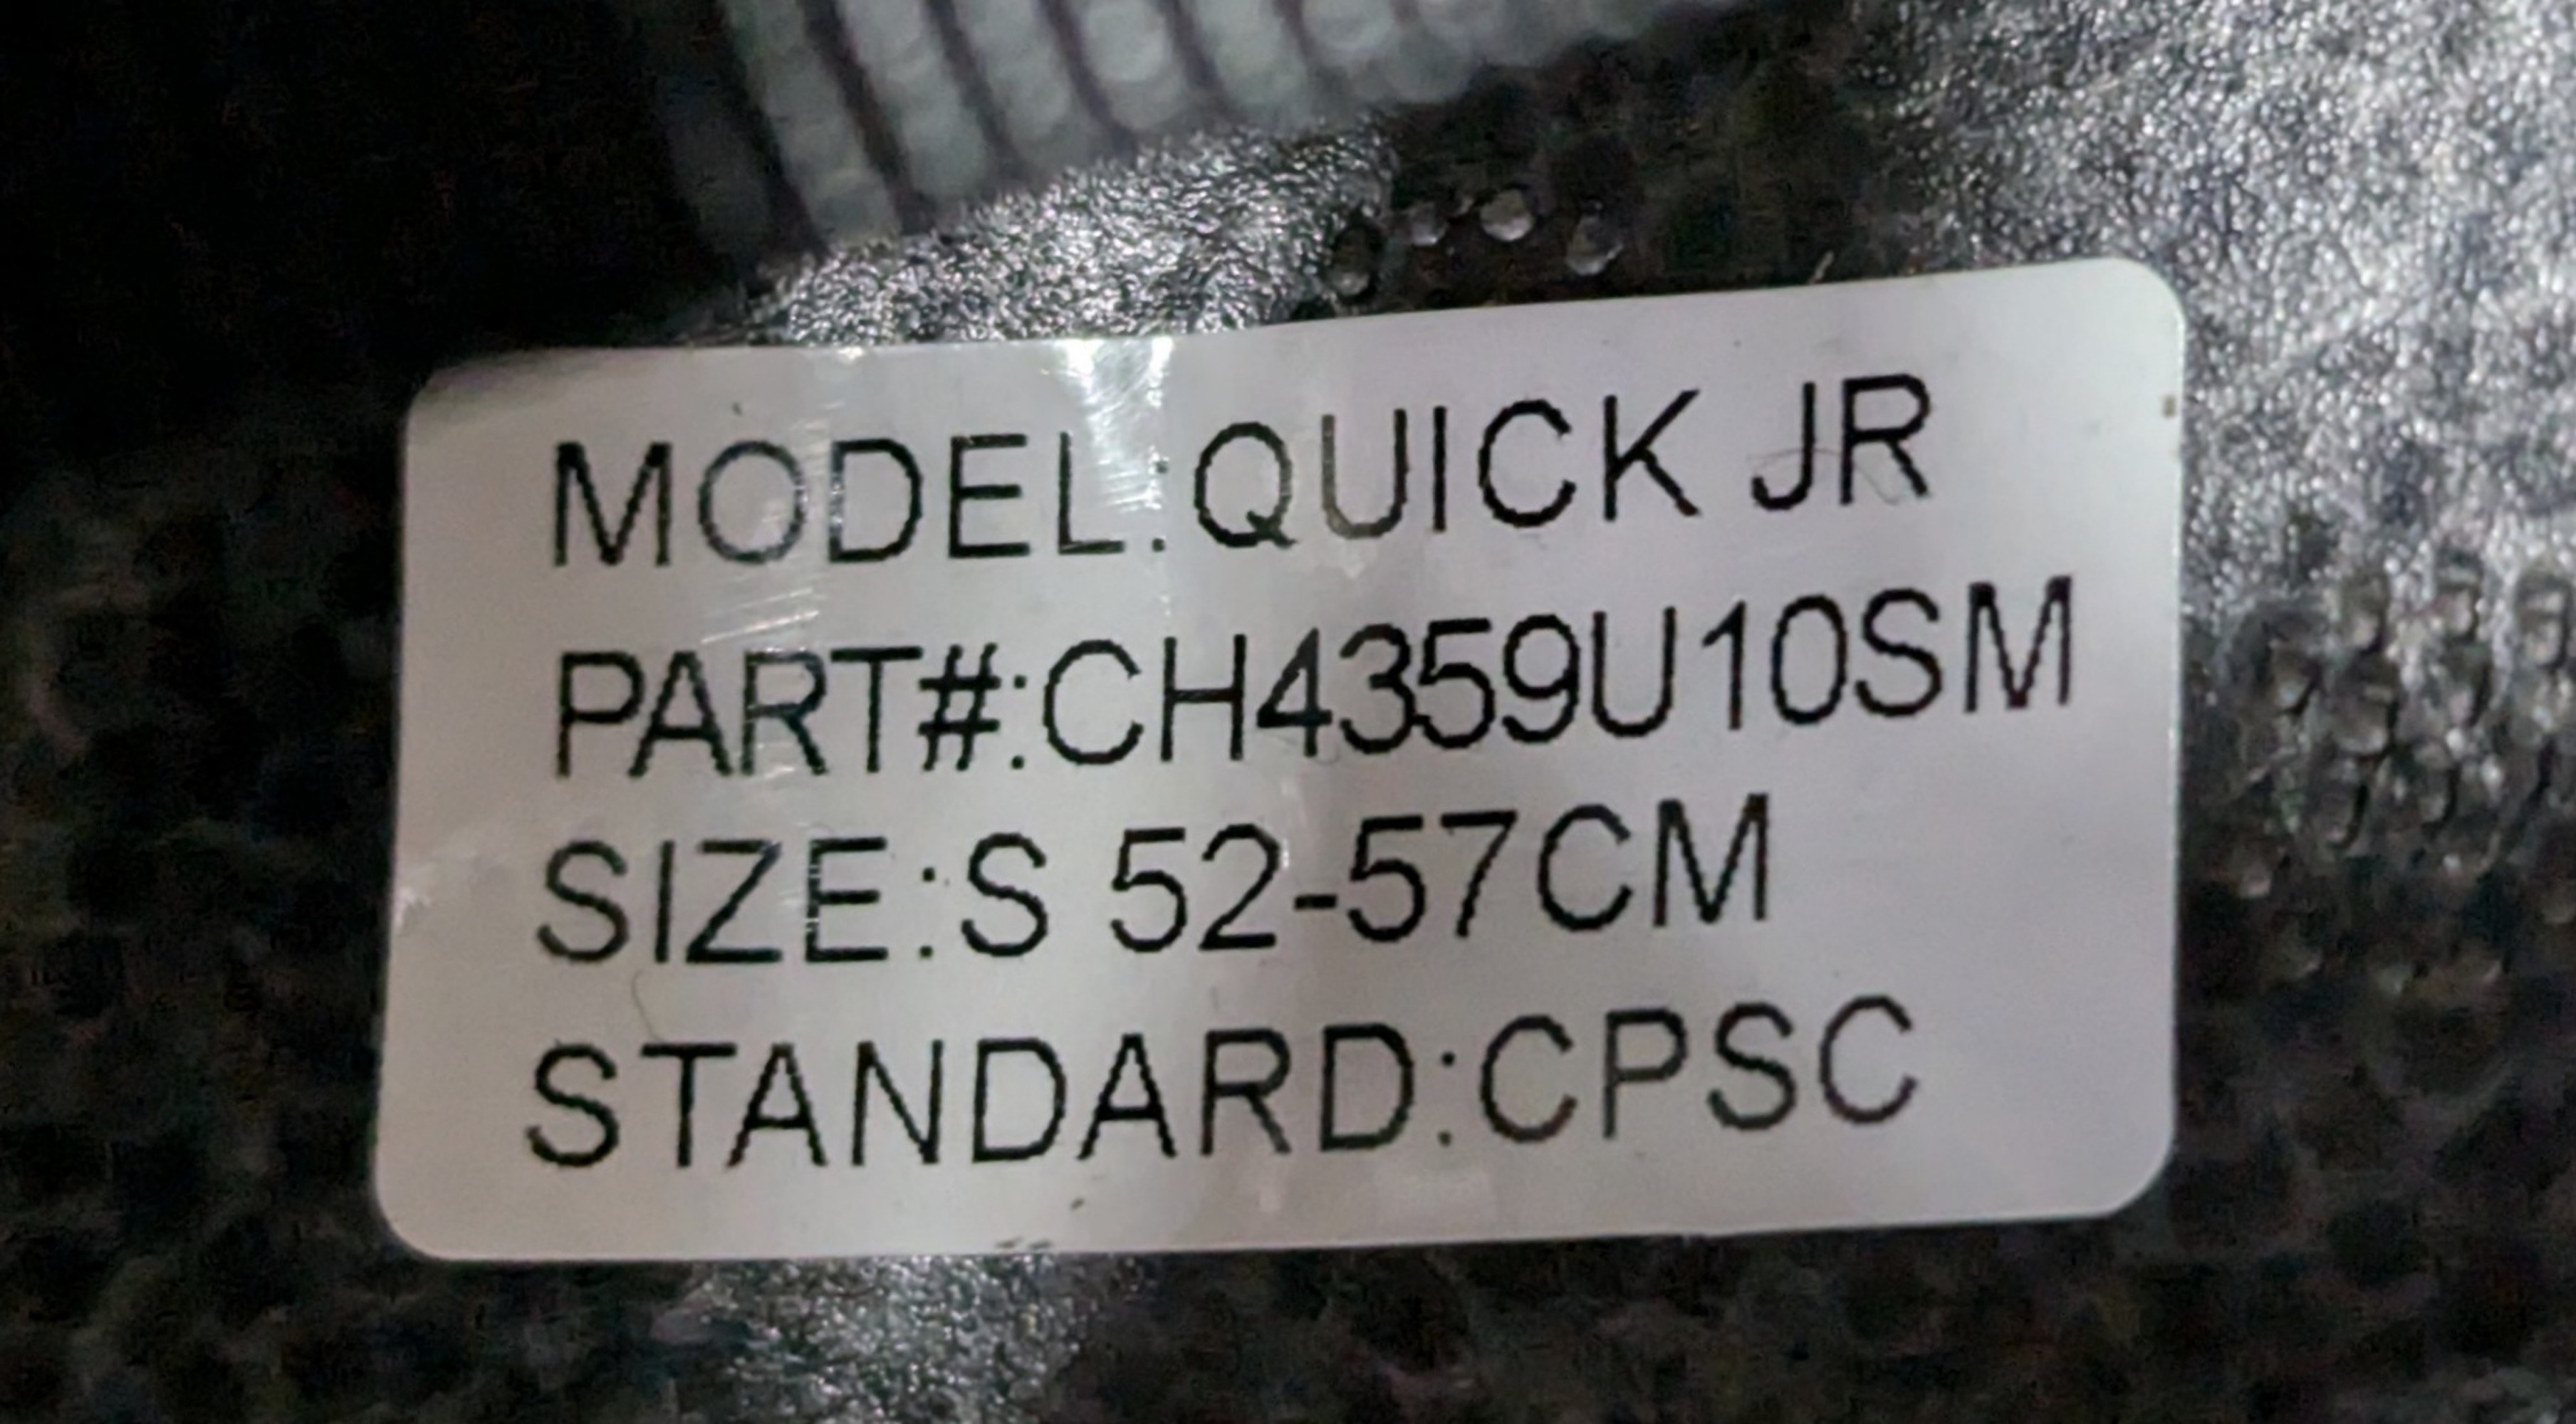 MODEL:QUICK JR
PART#:CH4359U10SM
SIZE:S 52-57CM
STANDARD:CPSC